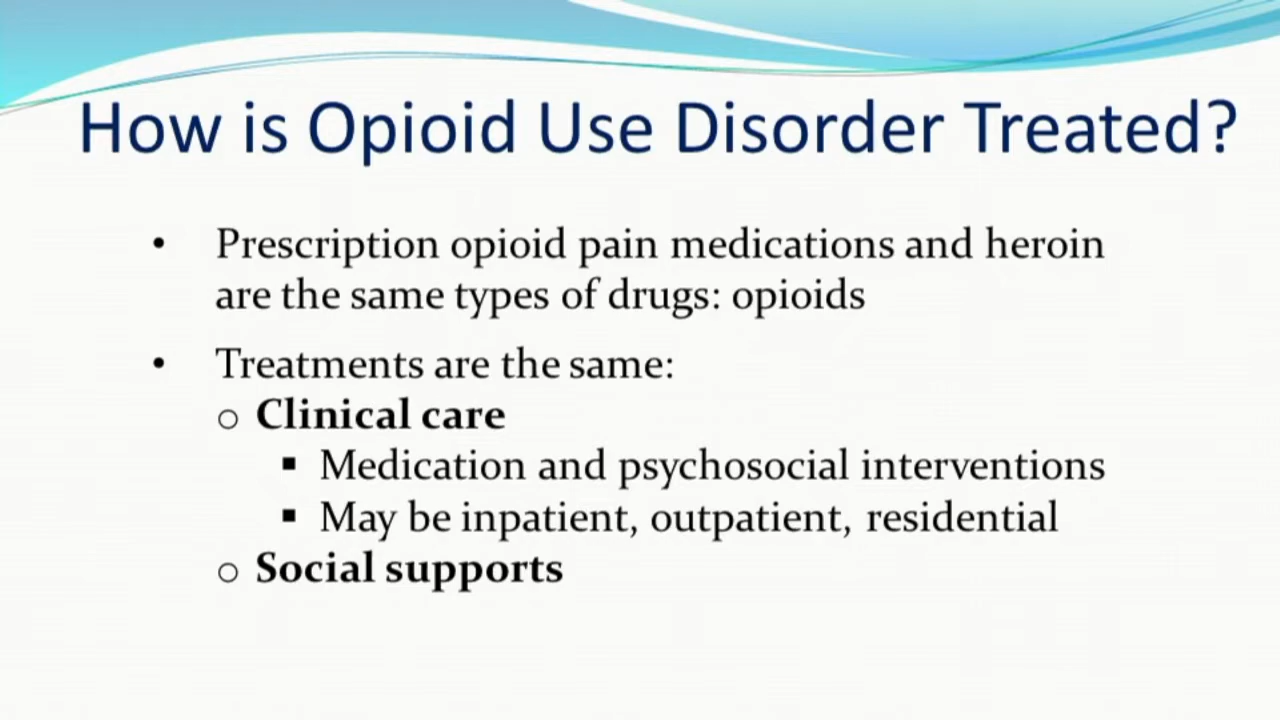 How is Opioid Use Disorder Treated?
• Prescription opioid pain medications and heroin
are the same types of drugs: opioids
• Treatments are the same:
o Clinical care
▪ Medication and psychosocial interventions
▪ May be inpatient, outpatient, residential
o Social supports